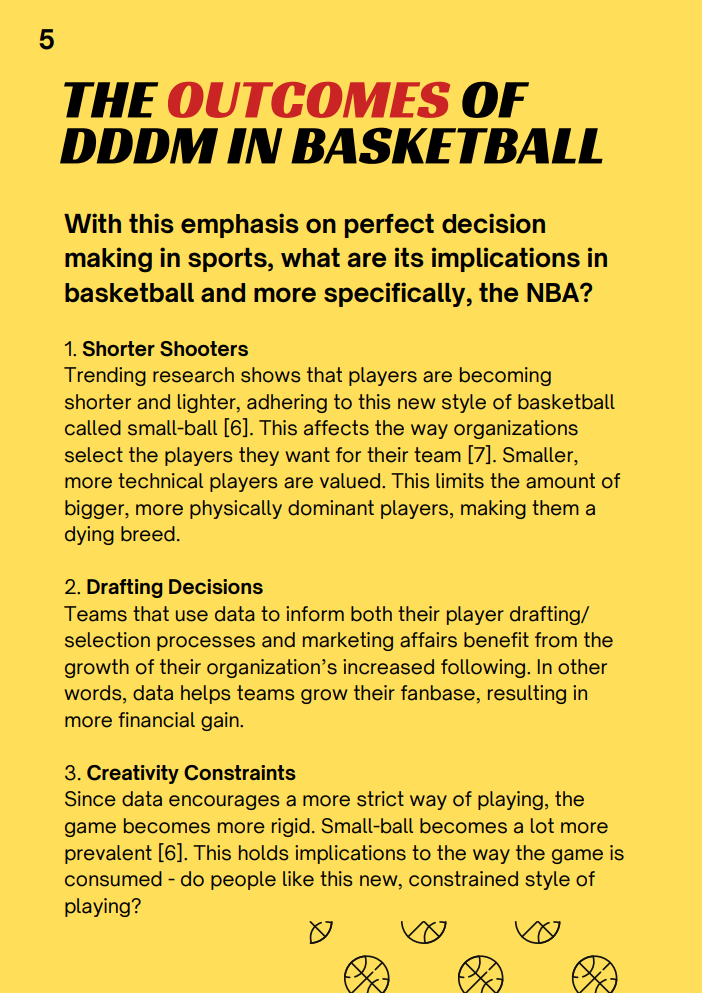 5
THE OUTCOMES OF
DDDM IN BASKETBALL
With this emphasis on perfect decision
making in sports, what are its implications in
basketball and more specifically, the NBA?
1. Shorter Shooters
Trending research shows that players are becoming
shorter and lighter, adhering to this new style of basketball
called small-ball [6]. This affects the way organizations
select the players they want for their team [7]. Smaller,
more technical players are valued. This limits the amount of
bigger, more physically dominant players, making them a
dying breed.
2. Drafting Decisions
Teams that use data to inform both their player drafting/
selection processes and marketing affairs benefit from the
growth of their organization’s increased following. In other
words, data helps teams grow their fanbase, resulting in
more financial gain.
3. Creativity Constraints
Since data encourages a more strict way of playing, the
game becomes more rigid. Small-ball becomes a lot more
prevalent [6]. This holds implications to the way the game is
consumed - do people like this new, constrained style of
playing?